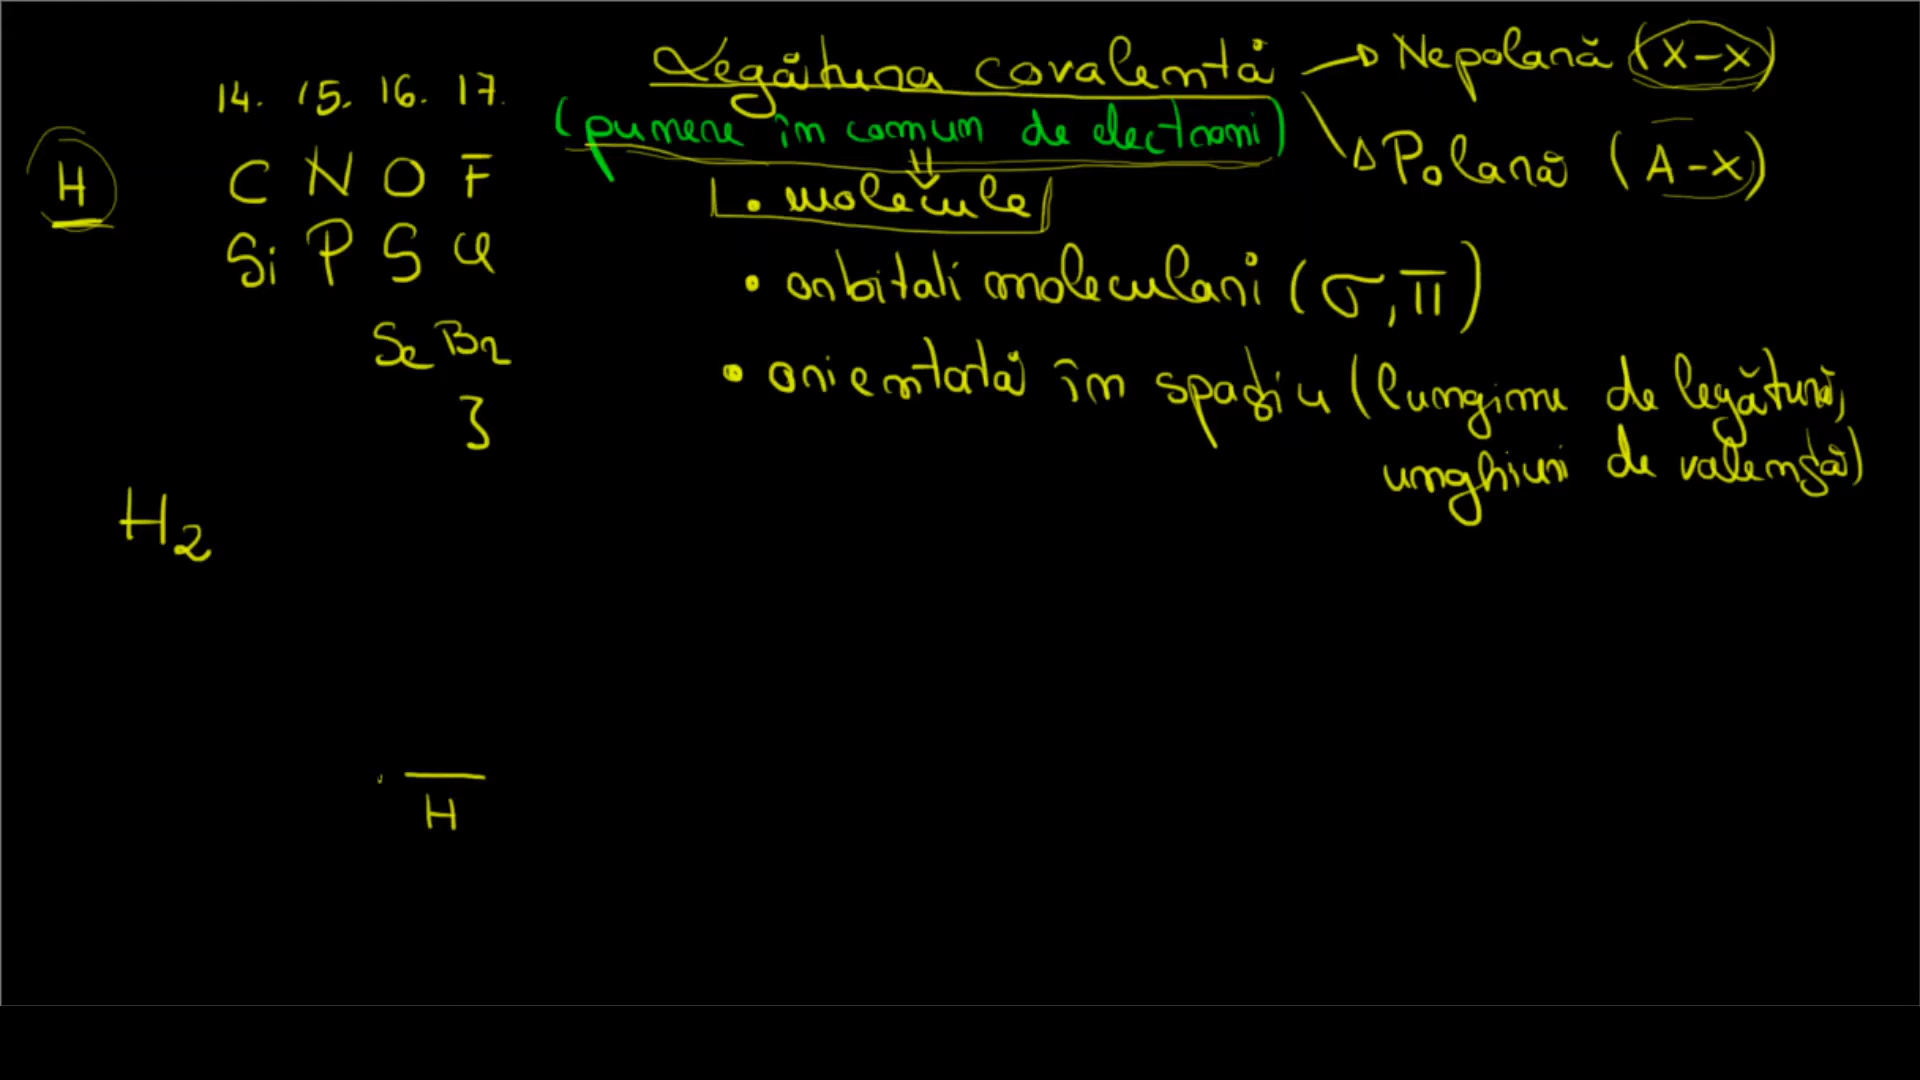 Legătura covalentă → Nepolară (X-X)
14. 15. 16. 17.
(punere în comun de electroni)
→ Polară (A-X)
H C N O F
• molecule
Si P S Cl
• orbitali moleculari (σ, π)
Se Br
• orientată în spațiu (lungime de legătură,
I
unghiuri de valență)
H2
H